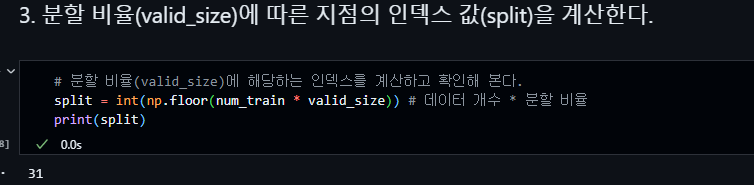 3. 분할 비율(valid_size)에 따른 지점의 인덱스 값(split)을 계산한다.
# 분할 비율(valid_size)에 해당하는 인덱스를 계산하고 확인해 본다.
split = int(np.floor(num_train * valid_size)) # 데이터 개수 * 분할 비율
print(split)
8]
0.0s
31